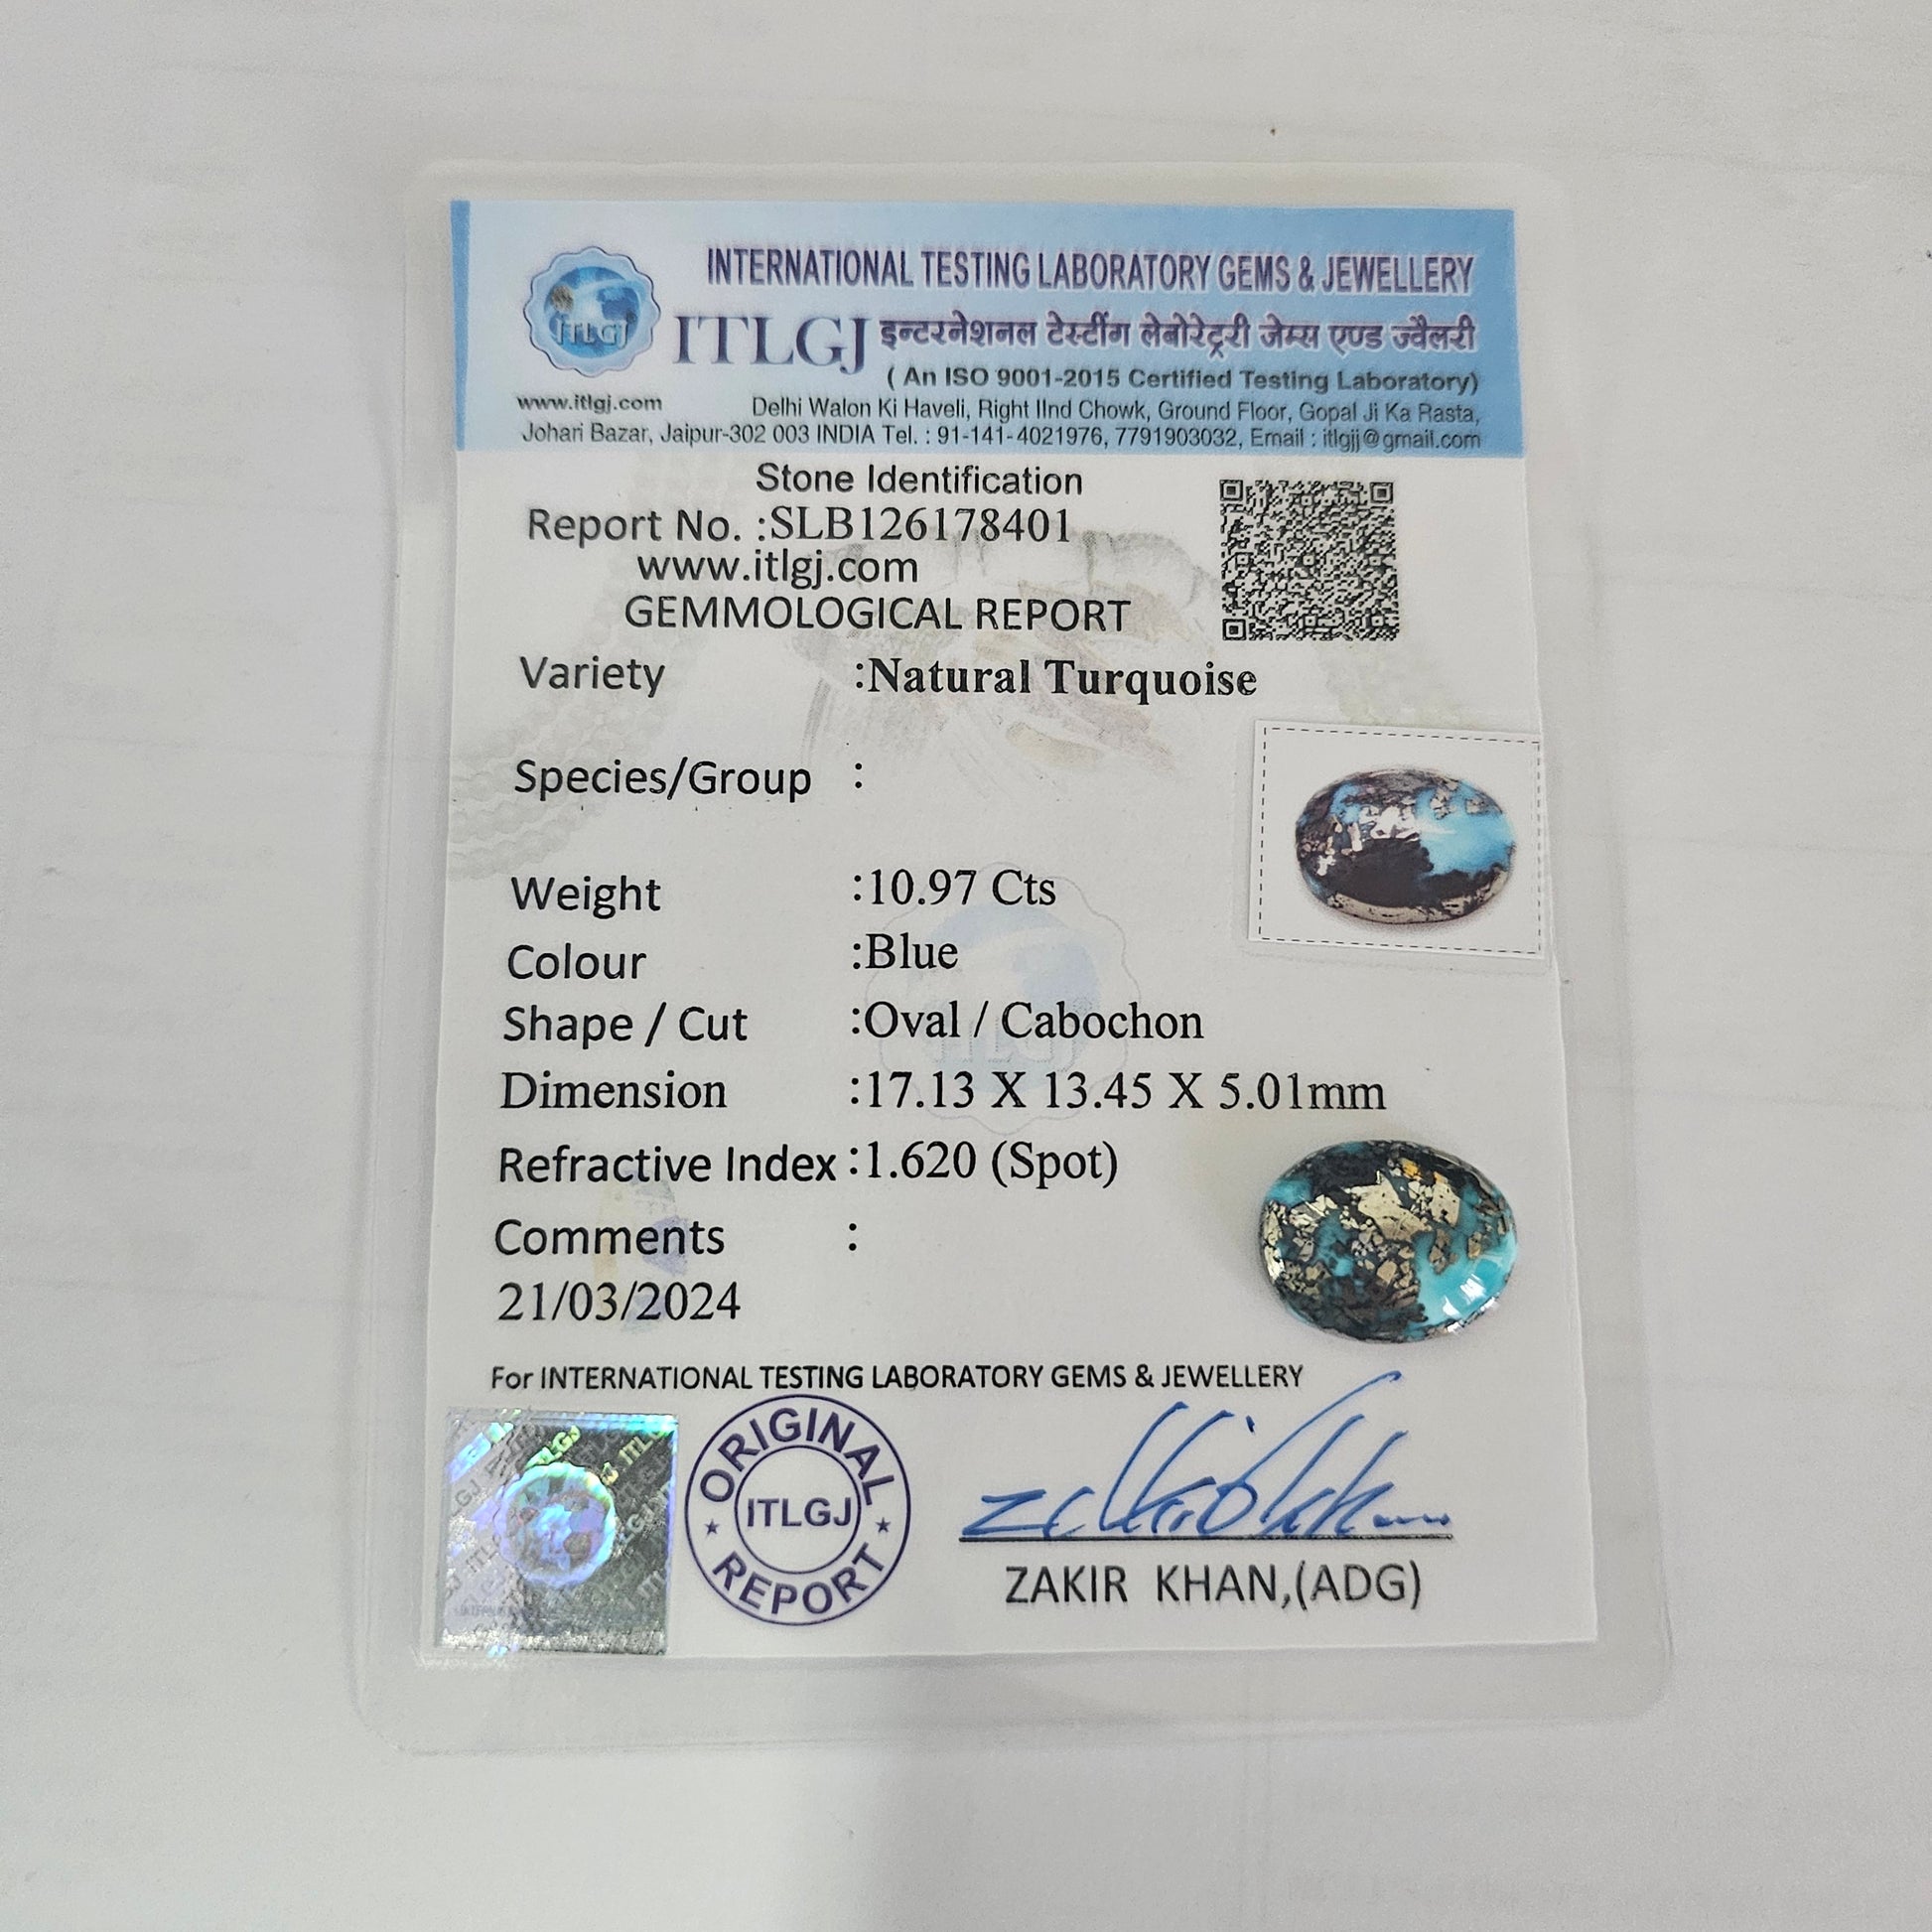 INTERNATIONAL TESTING LABORATORY GEMS & JEWELLERY
ITLGJ
ITLGJ इन्टरनेशनल टेस्टींग लेबोरेट्री जेम्स एण्ड ज्वैलरी
( An ISO 9001-2015 Certified Testing Laboratory)
www.itlgj.com Delhi Walon Ki Haveli, Right IInd Chowk, Ground Floor, Gopal Ji Ka Rasta,
Johari Bazar, Jaipur-302 003 INDIA Tel. : 91-141-4021976, 7791903032, Email : itlgjj@gmail.com
Stone Identification
Report No. :SLB126178401
www.itlgj.com
GEMMOLOGICAL REPORT
Variety :Natural Turquoise
Species/Group :
Weight :10.97 Cts
Colour :Blue
Shape / Cut :Oval / Cabochon
Dimension :17.13 X 13.45 X 5.01mm
Refractive Index :1.620 (Spot)
Comments :
21/03/2024
For INTERNATIONAL TESTING LABORATORY GEMS & JEWELLERY
ORIGINAL
ITLGJ
REPORT
ZAKIR KHAN,(ADG)